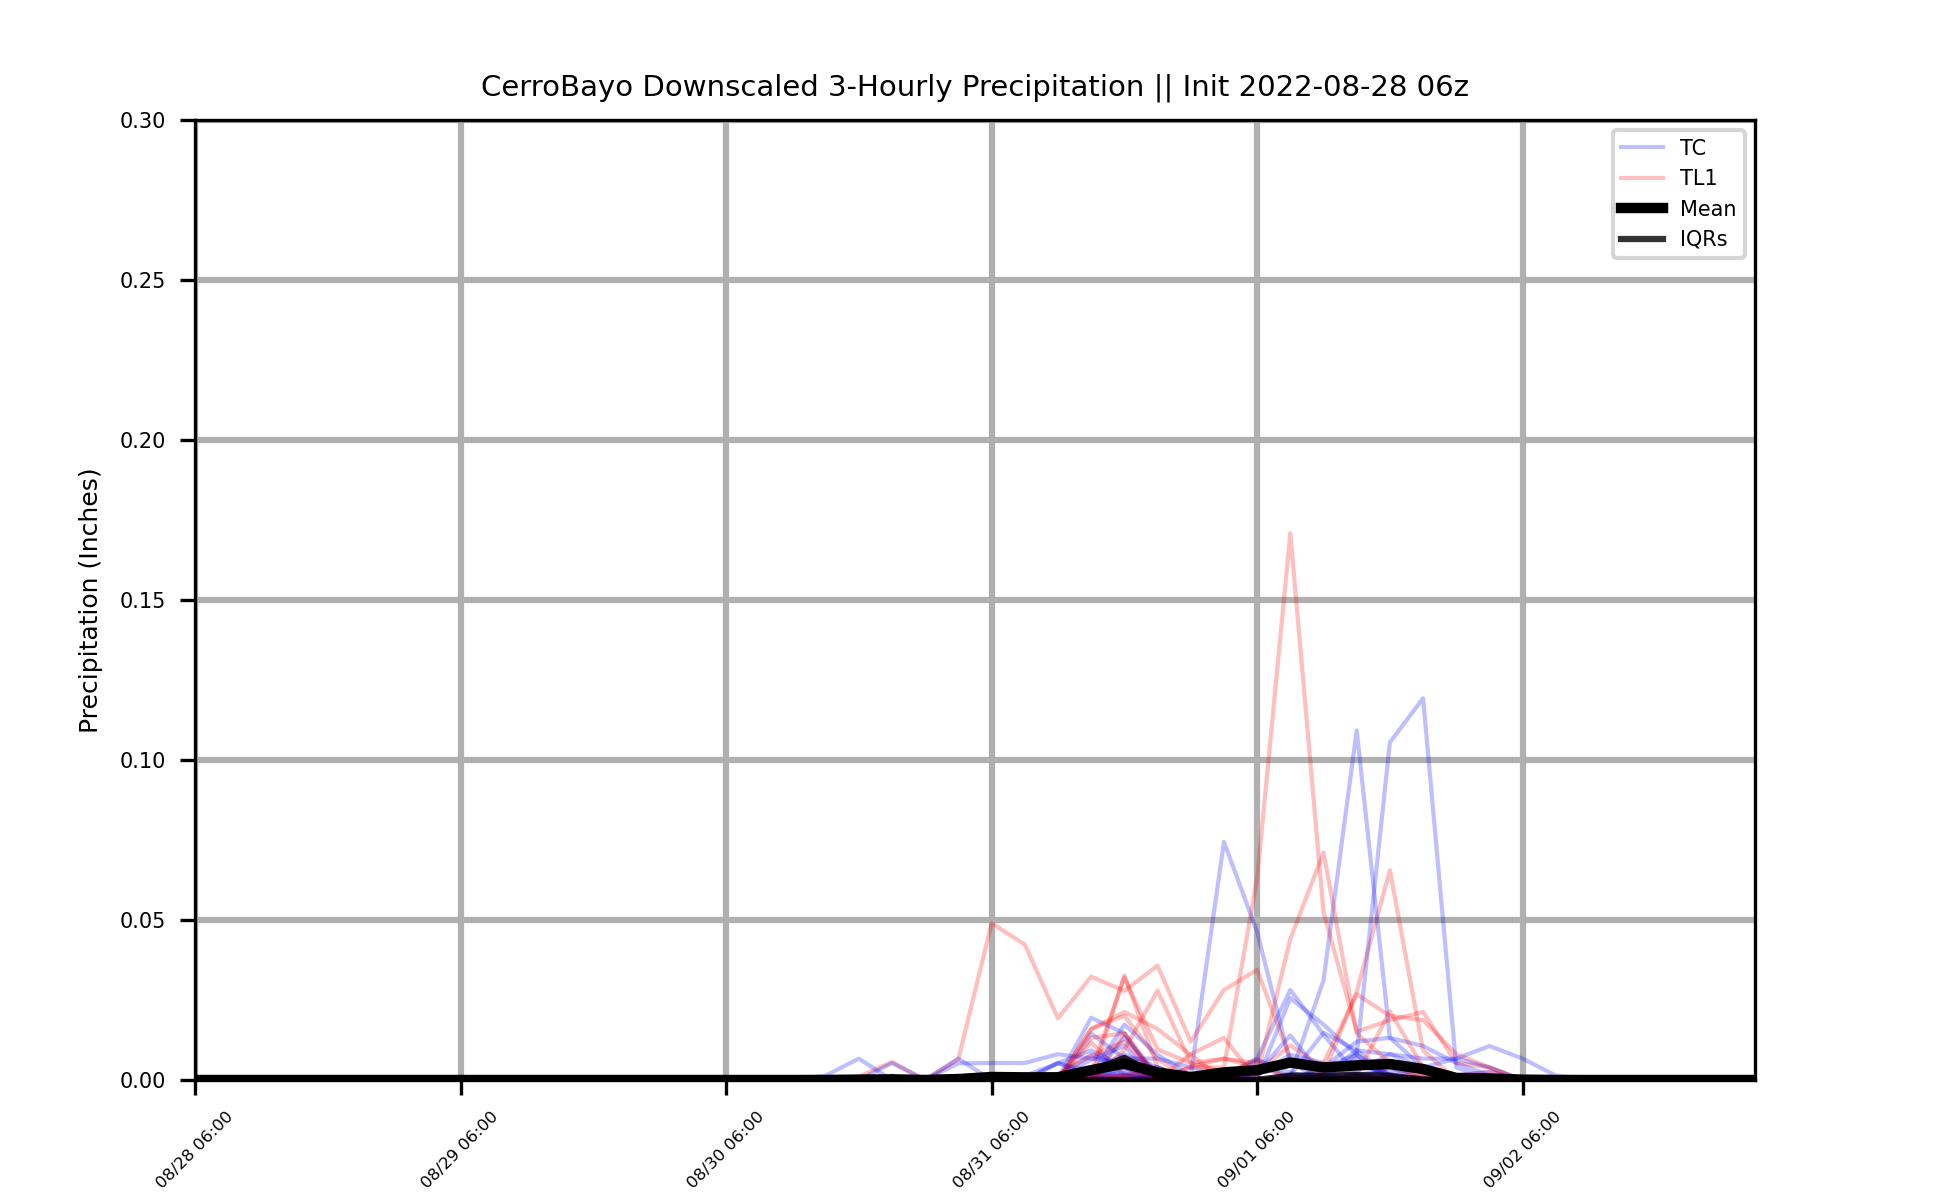 CerroBayo Downscaled 3-Hourly Precipitation || Init 2022-08-28 06z
TC
TL1
Mean
IQRs
Precipitation (Inches)
0.30
0.25
0.20
0.15
0.10
0.05
0.00
08/28 06:00
08/29 06:00
08/30 06:00
08/31 06:00
09/01 06:00
09/02 06:00